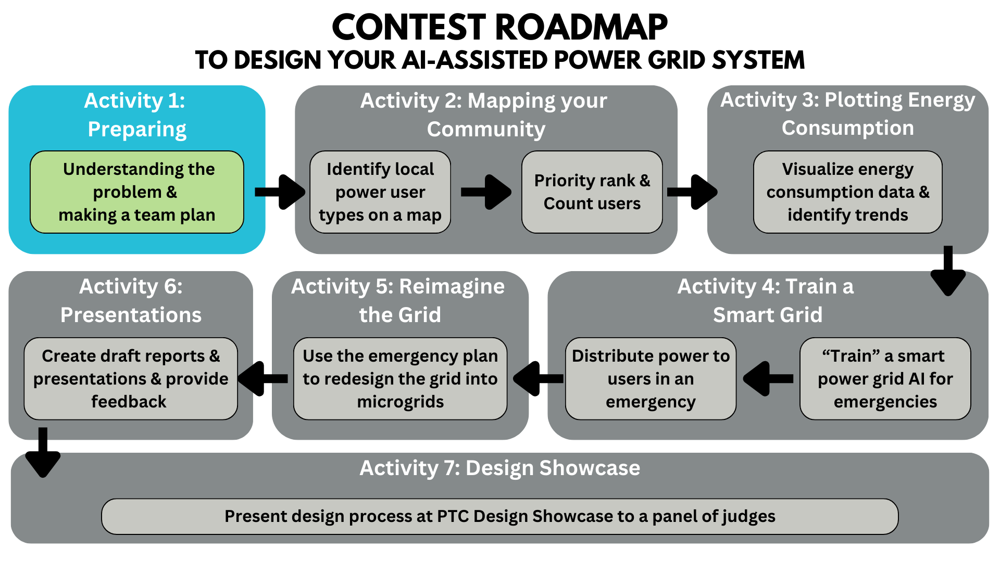 CONTEST ROADMAP
TO DESIGN YOUR AI-ASSISTED POWER GRID SYSTEM
Activity 1:
Preparing
Understanding the
problem &
making a team plan
Activity 2: Mapping your
Community
Identify local
power user
types on a map
Priority rank &
Count users
Activity 3: Plotting Energy
Consumption
Visualize energy
consumption data &
identify trends
Activity 4: Train a
Smart Grid
“Train” a smart
power grid AI for
emergencies
Distribute power to
users in an
emergency
Activity 5: Reimagine
the Grid
Use the emergency plan
to redesign the grid into
microgrids
Activity 6:
Presentations
Create draft reports &
presentations & provide
feedback
Activity 7: Design Showcase
Present design process at PTC Design Showcase to a panel of judges